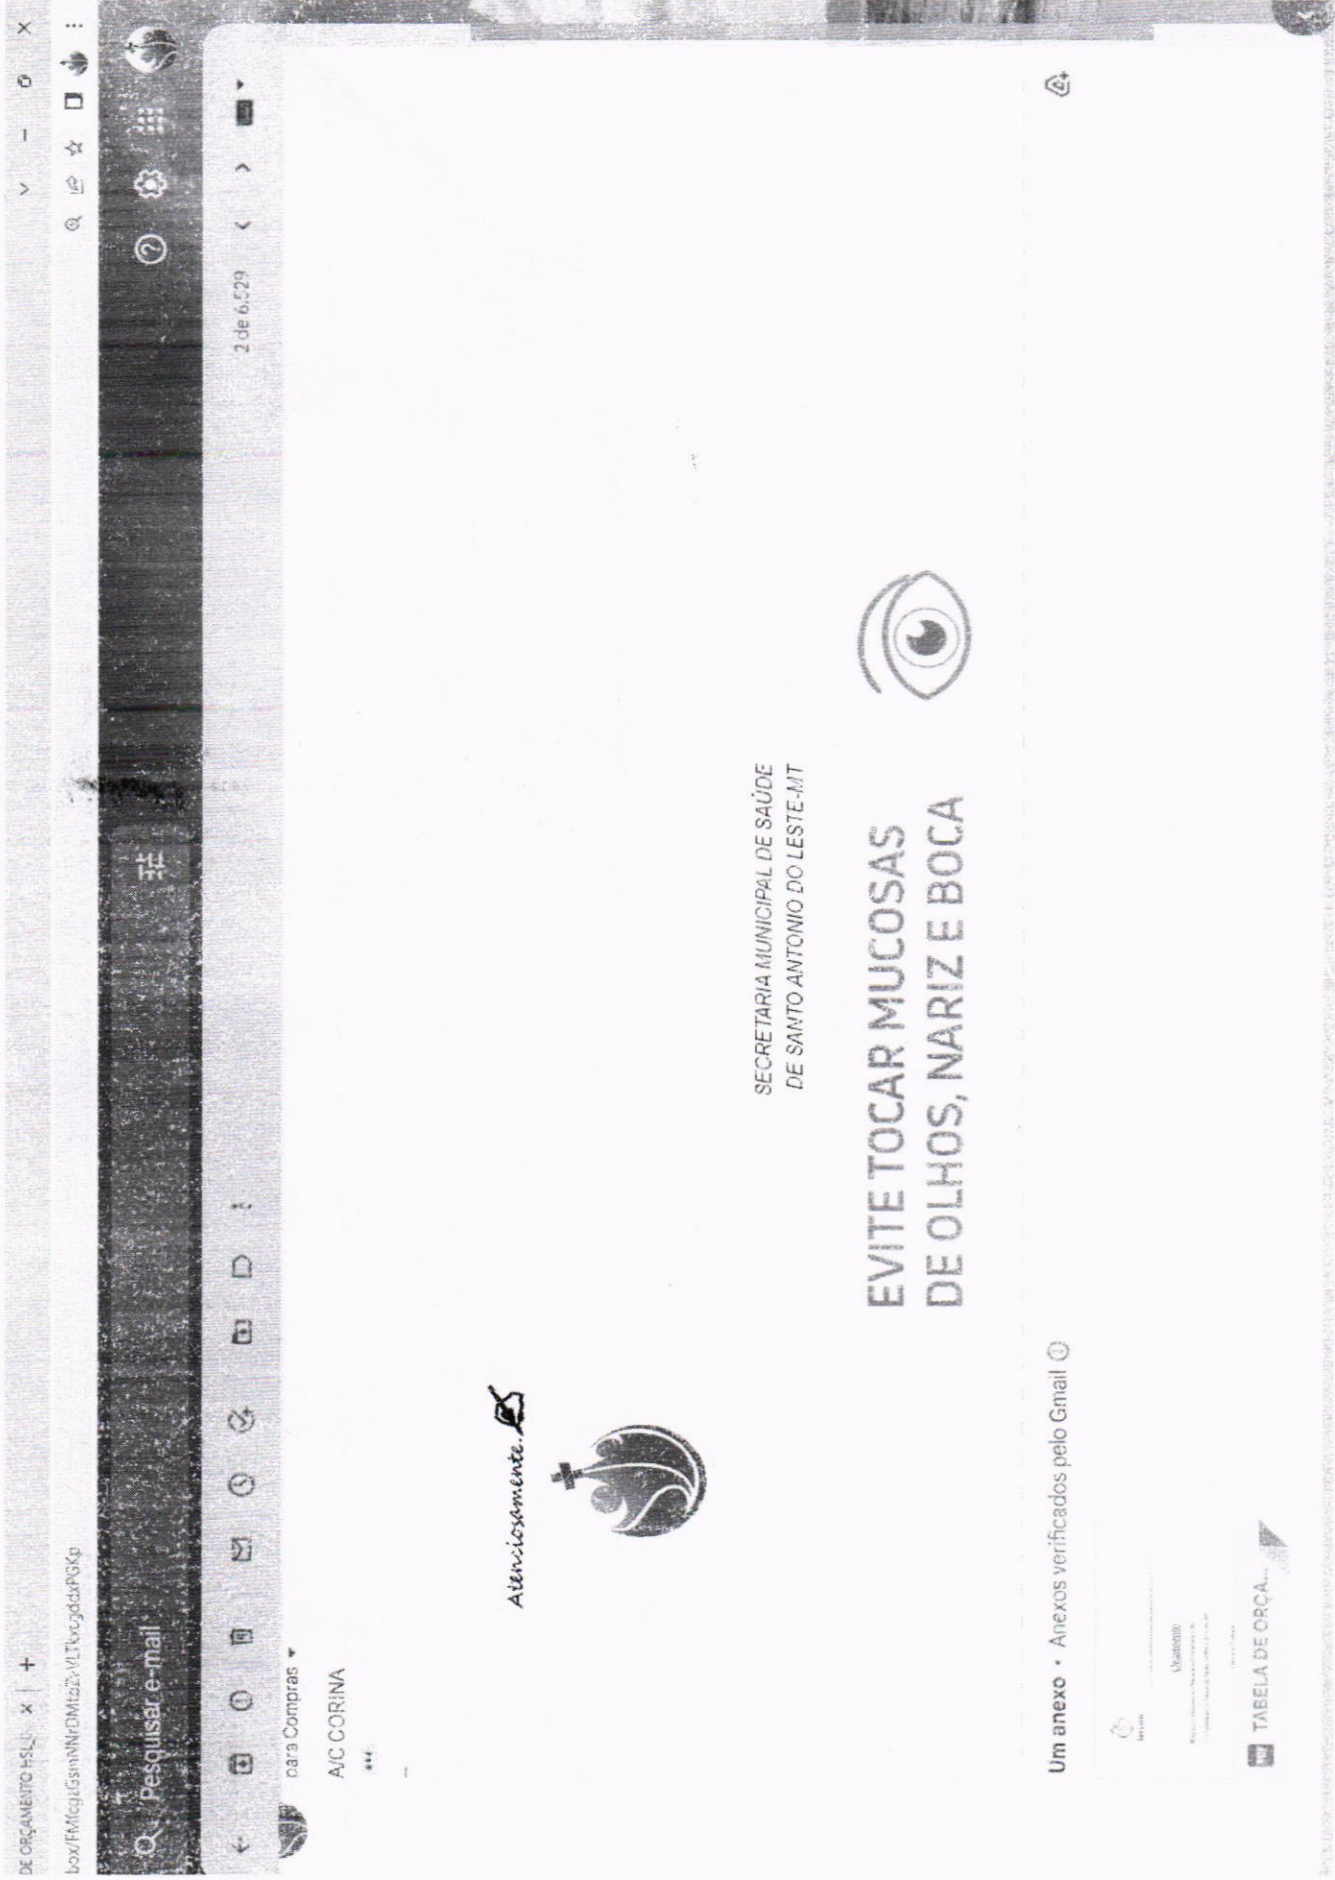 DE ORÇAMENTO HSL_
Pesquisar e-mail
2 de 6.529
para Compras
A/C CORINA
Atenciosamente.
SECRETARIA MUNICIPAL DE SAÚDE
DE SANTO ANTONIO DO LESTE-MT
EVITE TOCAR MUCOSAS
DE OLHOS, NARIZ E BOCA
Um anexo • Anexos verificados pelo Gmail
TABELA DE ORÇA...